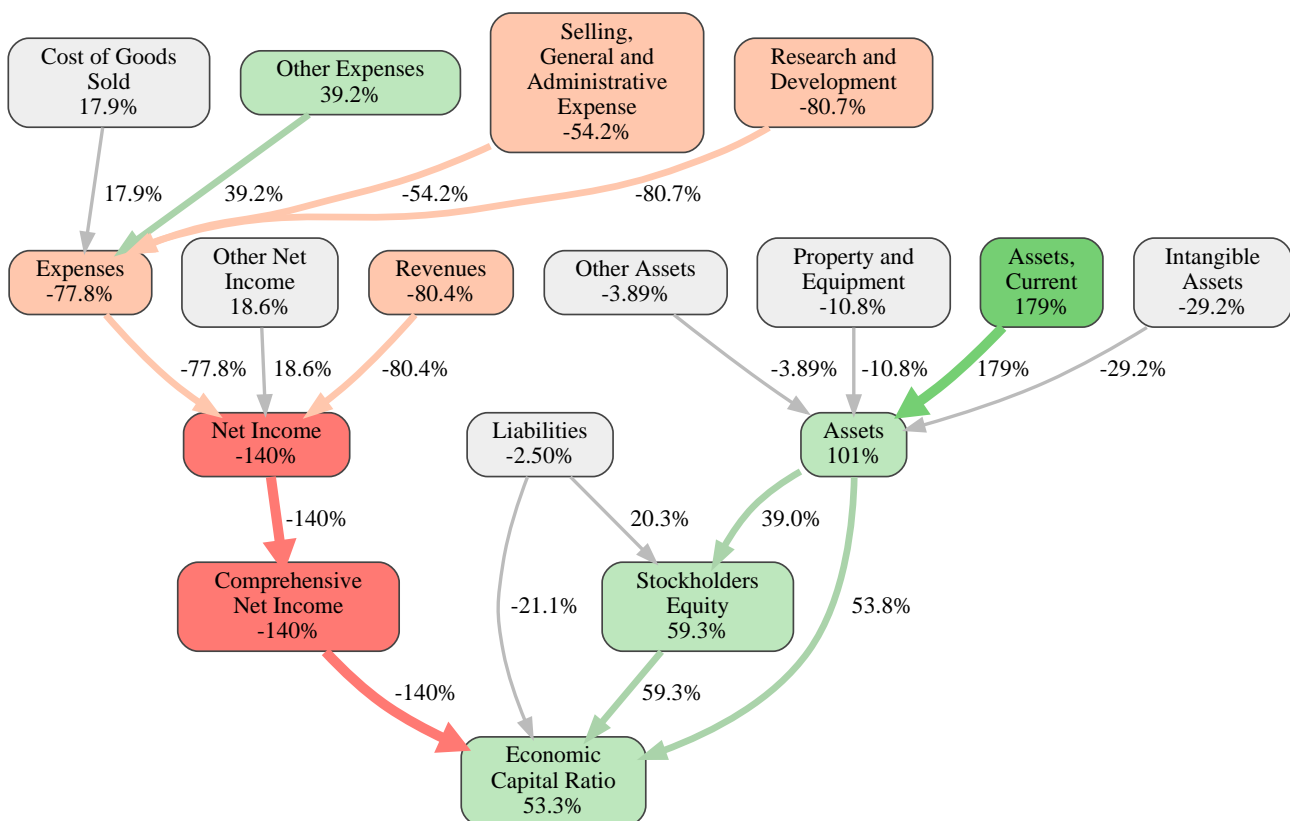 Cost of Goods
Sold
17.9%
Other Expenses
39.2%
Selling,
General and
Administrative
Expense
-54.2%
Research and
Development
-80.7%
17.9%
39.2%
-54.2%
-80.7%
Expenses
-77.8%
Other Net
Income
18.6%
Revenues
-80.4%
Other Assets
-3.89%
Property and
Equipment
-10.8%
Assets,
Current
179%
Intangible
Assets
-29.2%
-77.8%
18.6%
-80.4%
-3.89%
-10.8%
179%
-29.2%
Net Income
-140%
Liabilities
-2.50%
Assets
101%
-140%
20.3%
39.0%
Comprehensive
Net Income
-140%
-21.1%
Stockholders
Equity
59.3%
53.8%
-140%
59.3%
Economic
Capital Ratio
53.3%